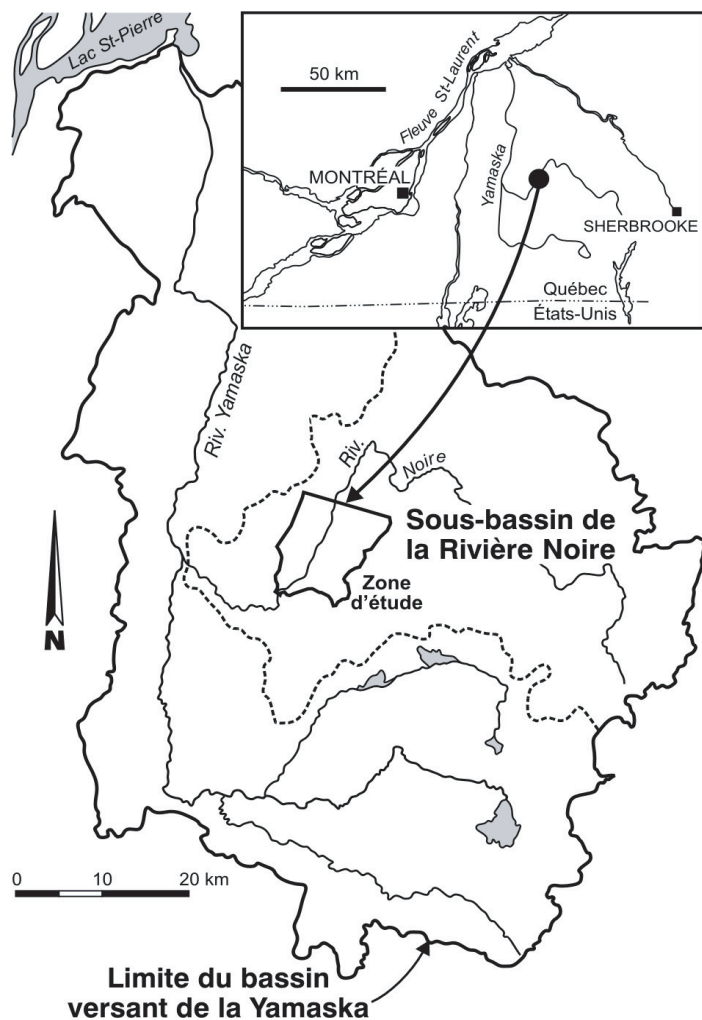 Lac St-Pierre
50 km
Fleuve St-Laurent
MONTRÉAL
Yamaska
SHERBROOKE
Québec
États-Unis
Riv. Yamaska
Riv. Noire
Sous-bassin de
la Rivière Noire
Zone
d'étude
N
0 10 20 km
Limite du bassin
versant de la Yamaska